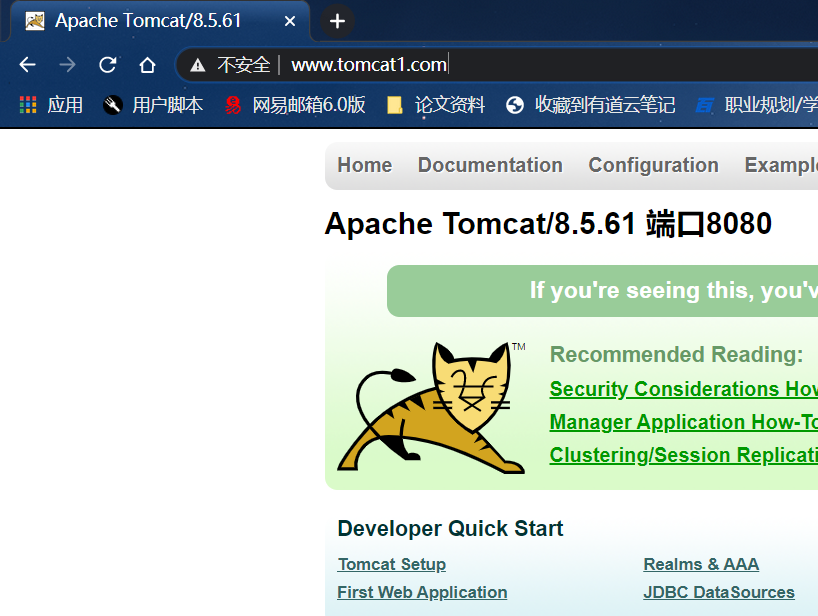 Apache Tomcat/8.5.61
不安全 | www.tomcat1.com
应用 用户脚本 网易邮箱6.0版 论文资料 收藏到有道云笔记 百 职业规划/学
Home Documentation Configuration Example
Apache Tomcat/8.5.61 端口8080
If you're seeing this, you'v
TM
Recommended Reading:
Security Considerations How
Manager Application How-To
Clustering/Session Replicati
Developer Quick Start
Tomcat Setup Realms & AAA
First Web Application JDBC DataSources